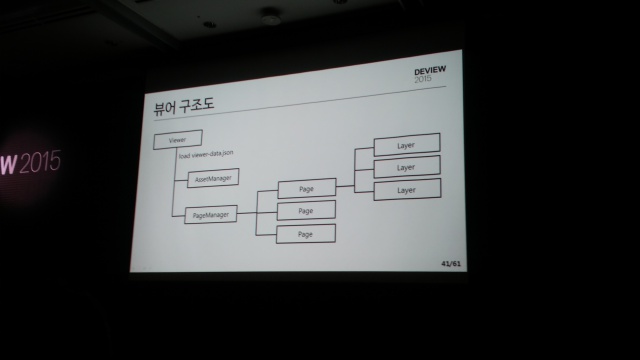 W 2015
DEVIEW
2015
뷰어 구조도
Viewer
load viewer-data.json
AssetManager
PageManager
Page
Page
Page
Layer
Layer
Layer
41/61